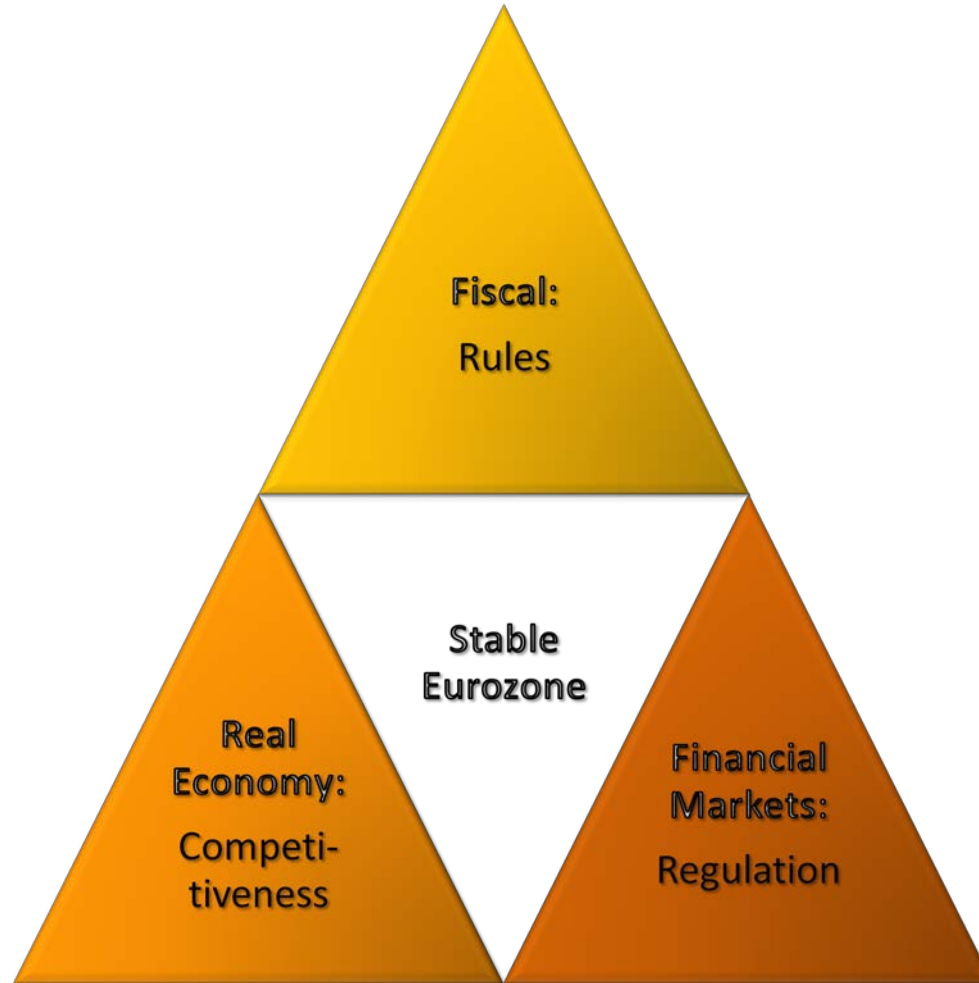 Fiscal:
Rules
Stable
Eurozone
Real
Economy:
Competi-
tiveness
Financial
Markets:
Regulation